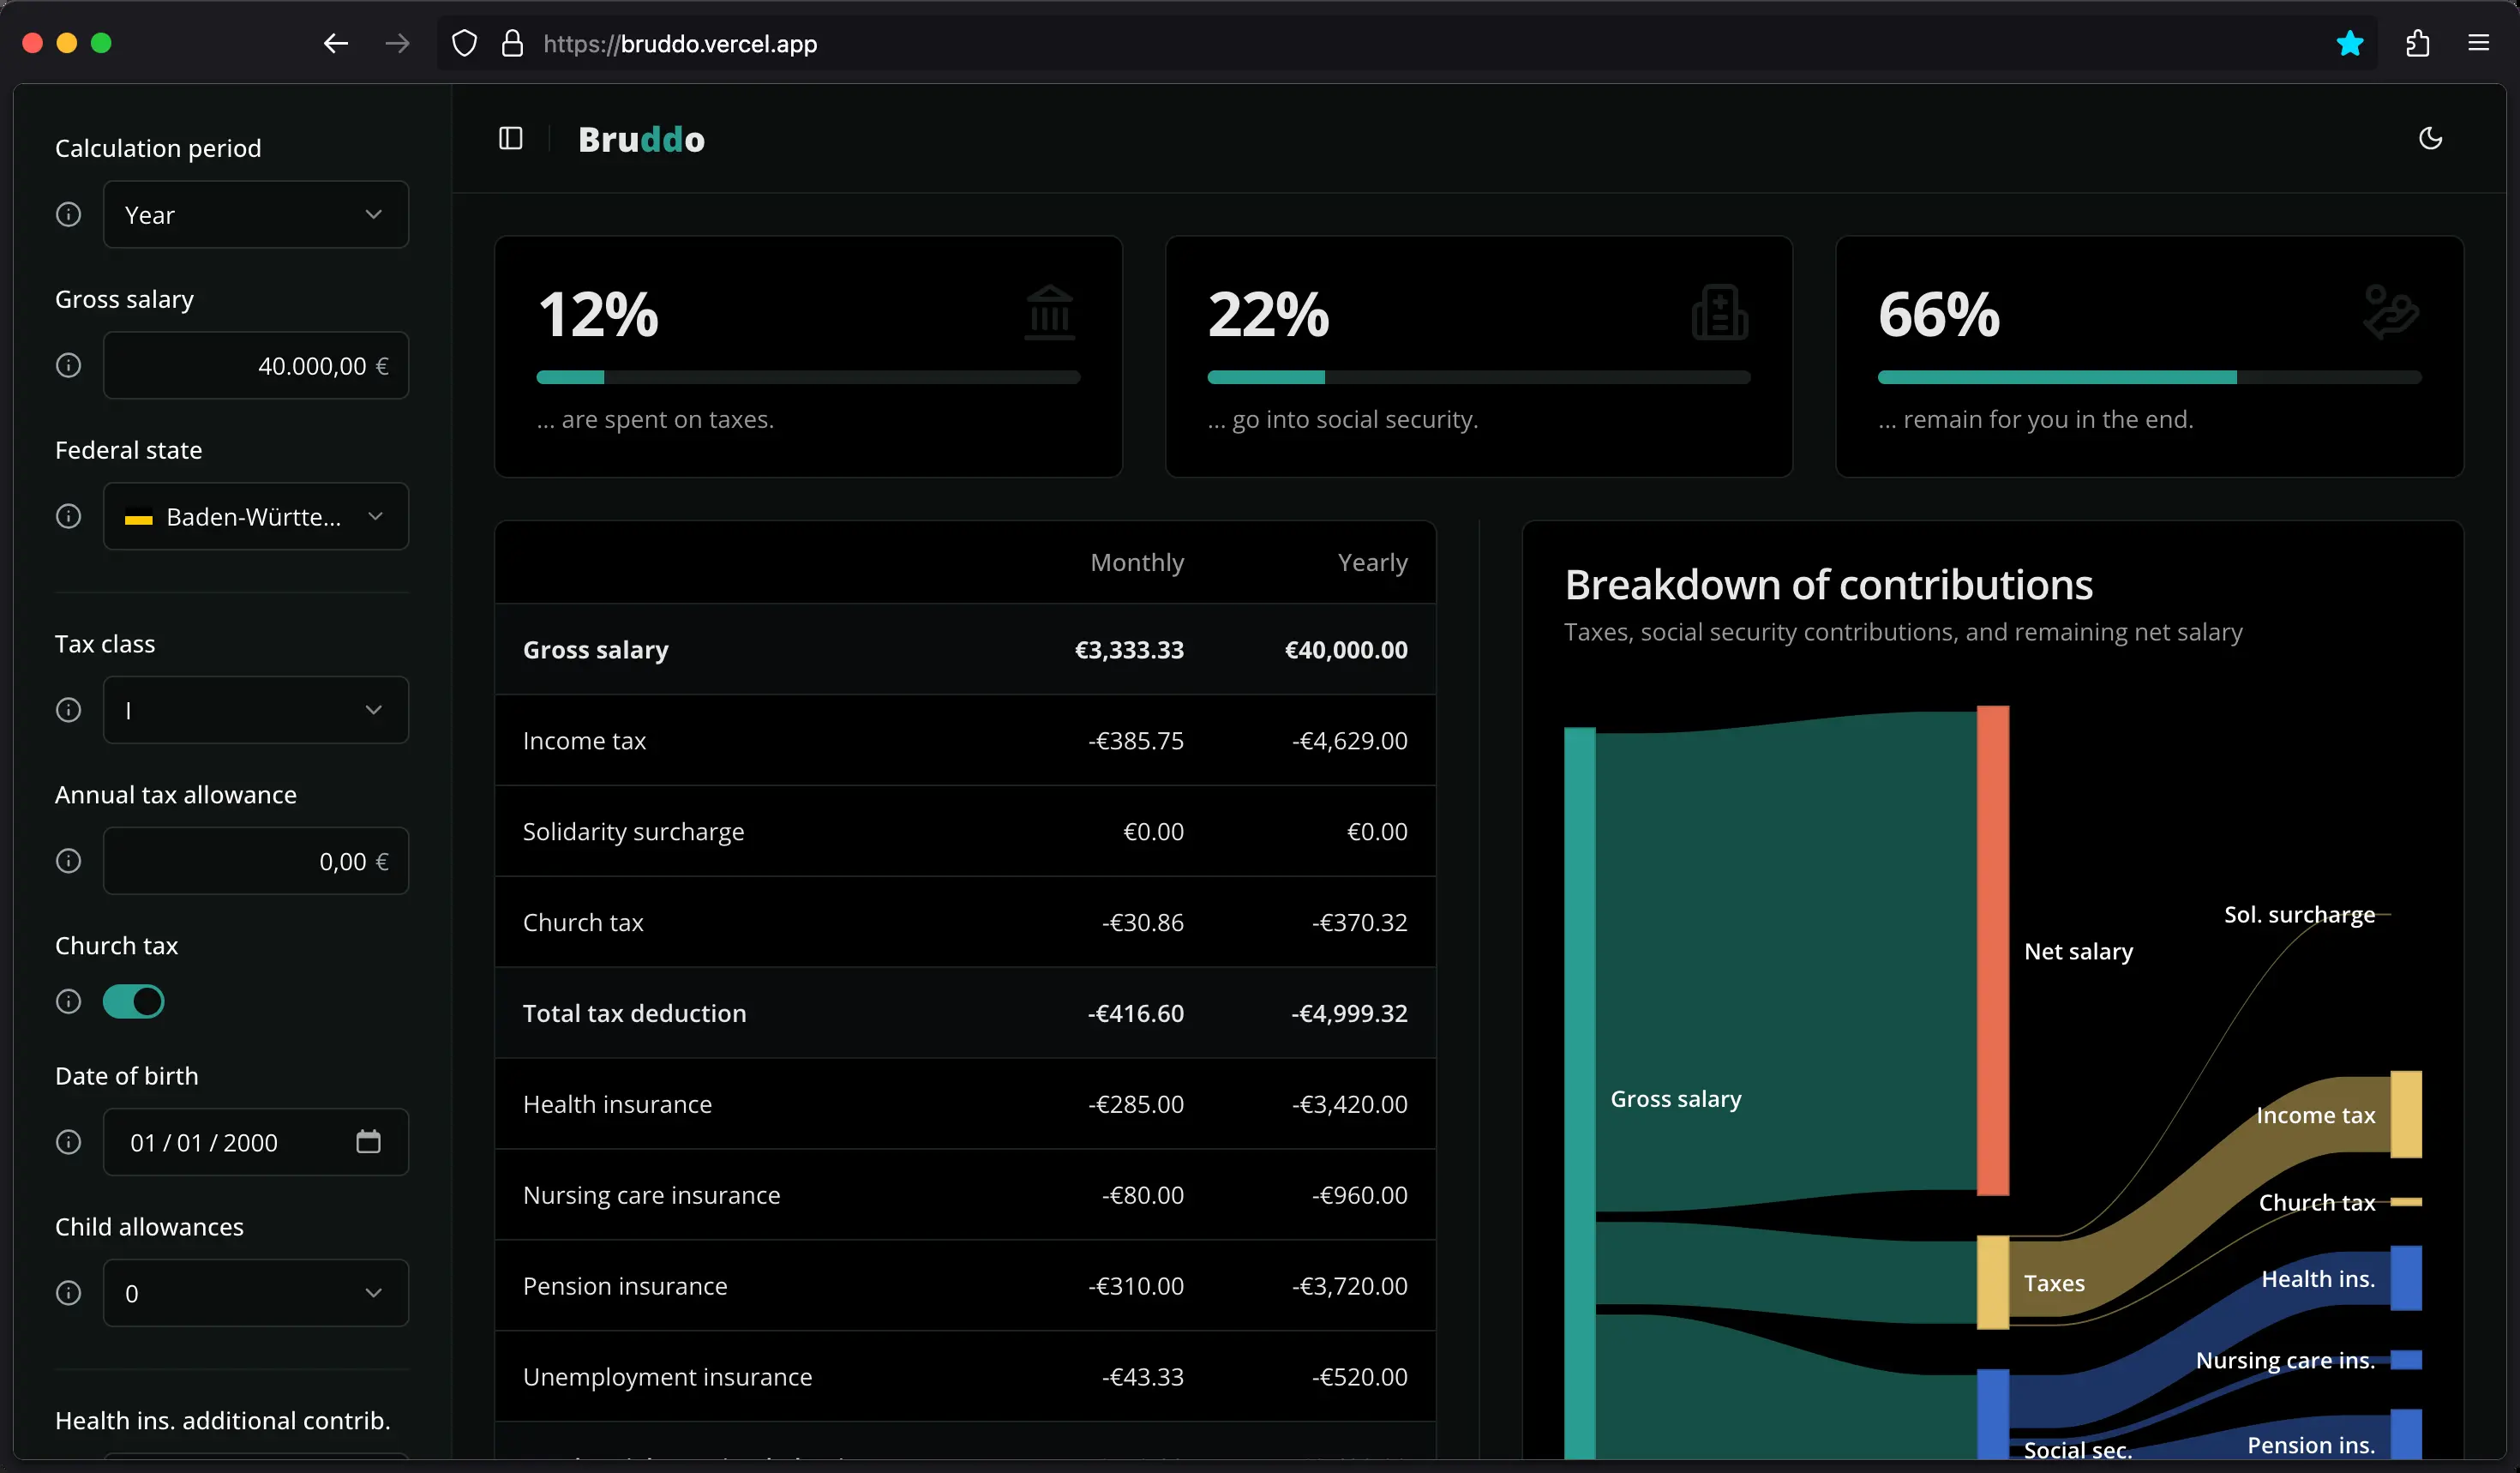 https://bruddo.vercel.app
Calculation period
Year
Gross salary
40.000,00 €
Federal state
Baden-Württe...
Tax class
I
Annual tax allowance
0,00 €
Church tax
Date of birth
01 / 01 / 2000
Child allowances
0
Health ins. additional contrib.
Bruddo
12%
... are spent on taxes.
22%
... go into social security.
66%
... remain for you in the end.
Monthly Yearly
Gross salary €3,333.33 €40,000.00
Income tax -€385.75 -€4,629.00
Solidarity surcharge €0.00 €0.00
Church tax -€30.86 -€370.32
Total tax deduction -€416.60 -€4,999.32
Health insurance -€285.00 -€3,420.00
Nursing care insurance -€80.00 -€960.00
Pension insurance -€310.00 -€3,720.00
Unemployment insurance -€43.33 -€520.00
Breakdown of contributions
Taxes, social security contributions, and remaining net salary
Sol. surcharge
Net salary
Gross salary
Income tax
Church tax
Health ins.
Taxes
Nursing care ins.
Pension ins.
Social sec.